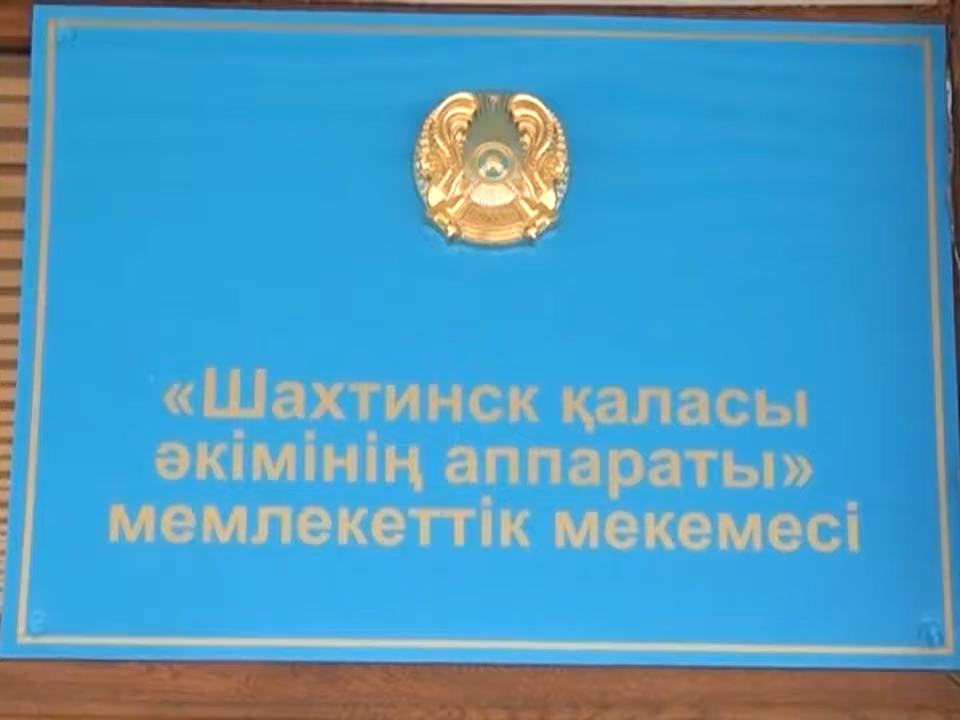 «Шахтинск қаласы
әкімінің аппараты»
мемлекеттік мекемесі